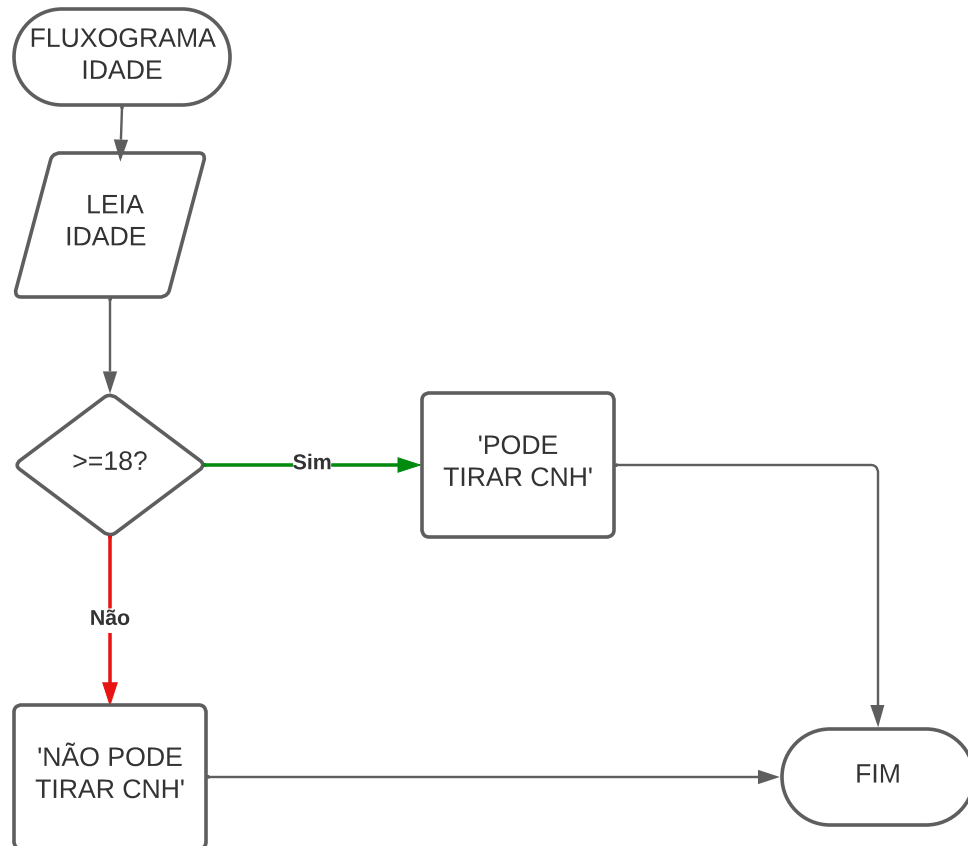 FLUXOGRAMA
IDADE
LEIA
IDADE
>=18?
Sim
'PODE
TIRAR CNH'
Não
'NÃO PODE
TIRAR CNH'
FIM